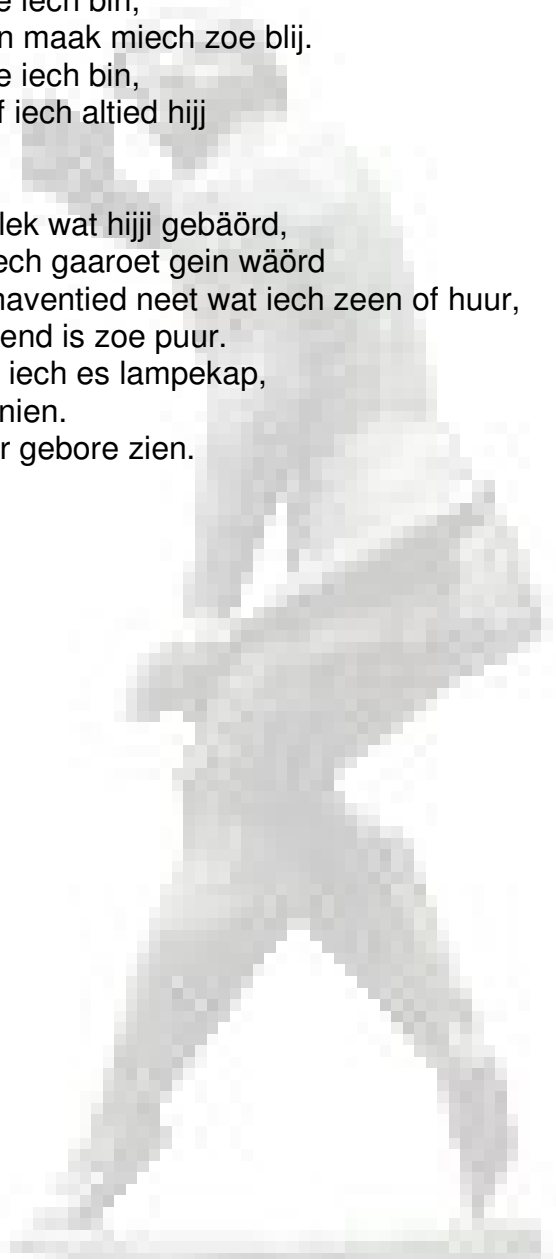 e iech bin,
n maak miech zoe blij.
e iech bin,
f iech altied hijj
lek wat hijji gebäörd,
ech gaaroet gein wäörd
naventied neet wat iech zeen of huur,
end is zoe puur.
iech es lampekap,
nien.
r gebore zien.